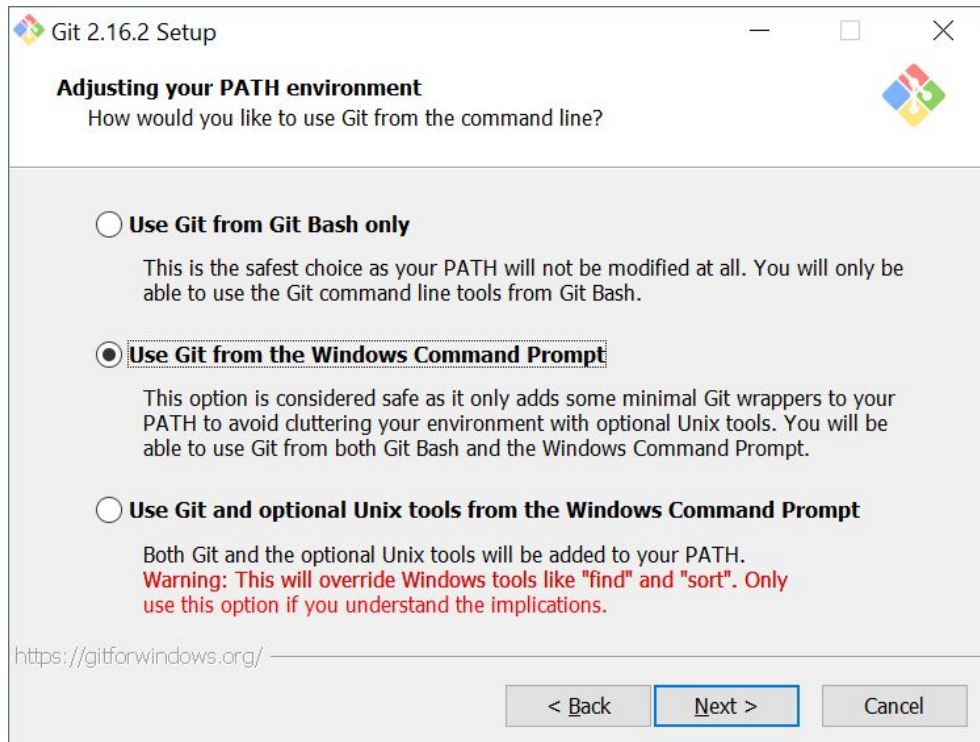 Git 2.16.2 Setup
Adjusting your PATH environment
How would you like to use Git from the command line?
Use Git from Git Bash only
This is the safest choice as your PATH will not be modified at all. You will only be
able to use the Git command line tools from Git Bash.
Use Git from the Windows Command Prompt
This option is considered safe as it only adds some minimal Git wrappers to your
PATH to avoid cluttering your environment with optional Unix tools. You will be
able to use Git from both Git Bash and the Windows Command Prompt.
Use Git and optional Unix tools from the Windows Command Prompt
Both Git and the optional Unix tools will be added to your PATH.
Warning: This will override Windows tools like "find" and "sort". Only
use this option if you understand the implications.
https://gitforwindows.org/
< Back Next > Cancel